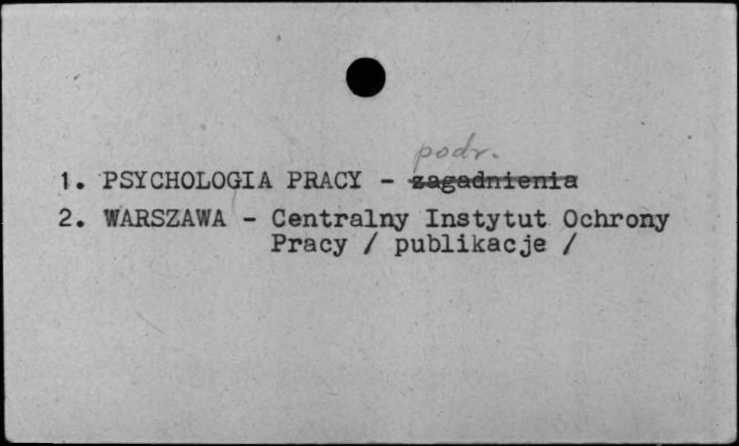 podr.
1. PSYCHOLOGIA PRACY - zagadnienia
2. WARSZAWA - Centralny Instytut Ochrony
Pracy / publikacje /